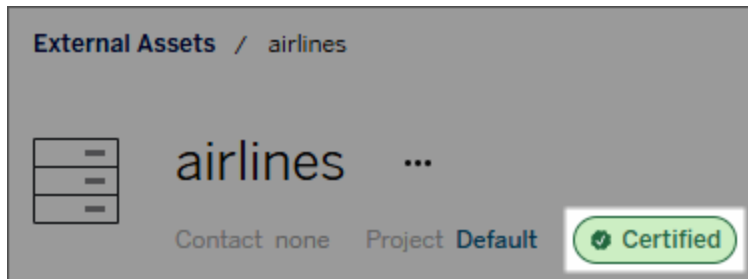 External Assets / airlines
airlines ...
Contact none Project Default Certified